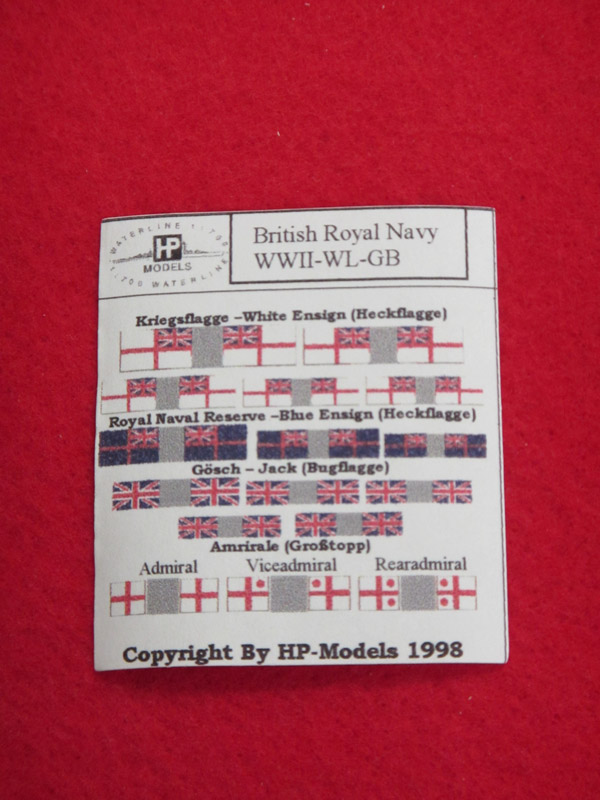 WATERLINE 1:700
HP
MODELS
1:700 WATERLINE
British Royal Navy
WWII-WL-GB
Kriegsflagge –White Ensign (Heckflagge)
Royal Naval Reserve –Blue Ensign (Heckflagge)
Gösch – Jack (Bugflagge)
Amrirale (Großtopp)
Admiral Viceadmiral Rearadmiral
Copyright By HP-Models 1998